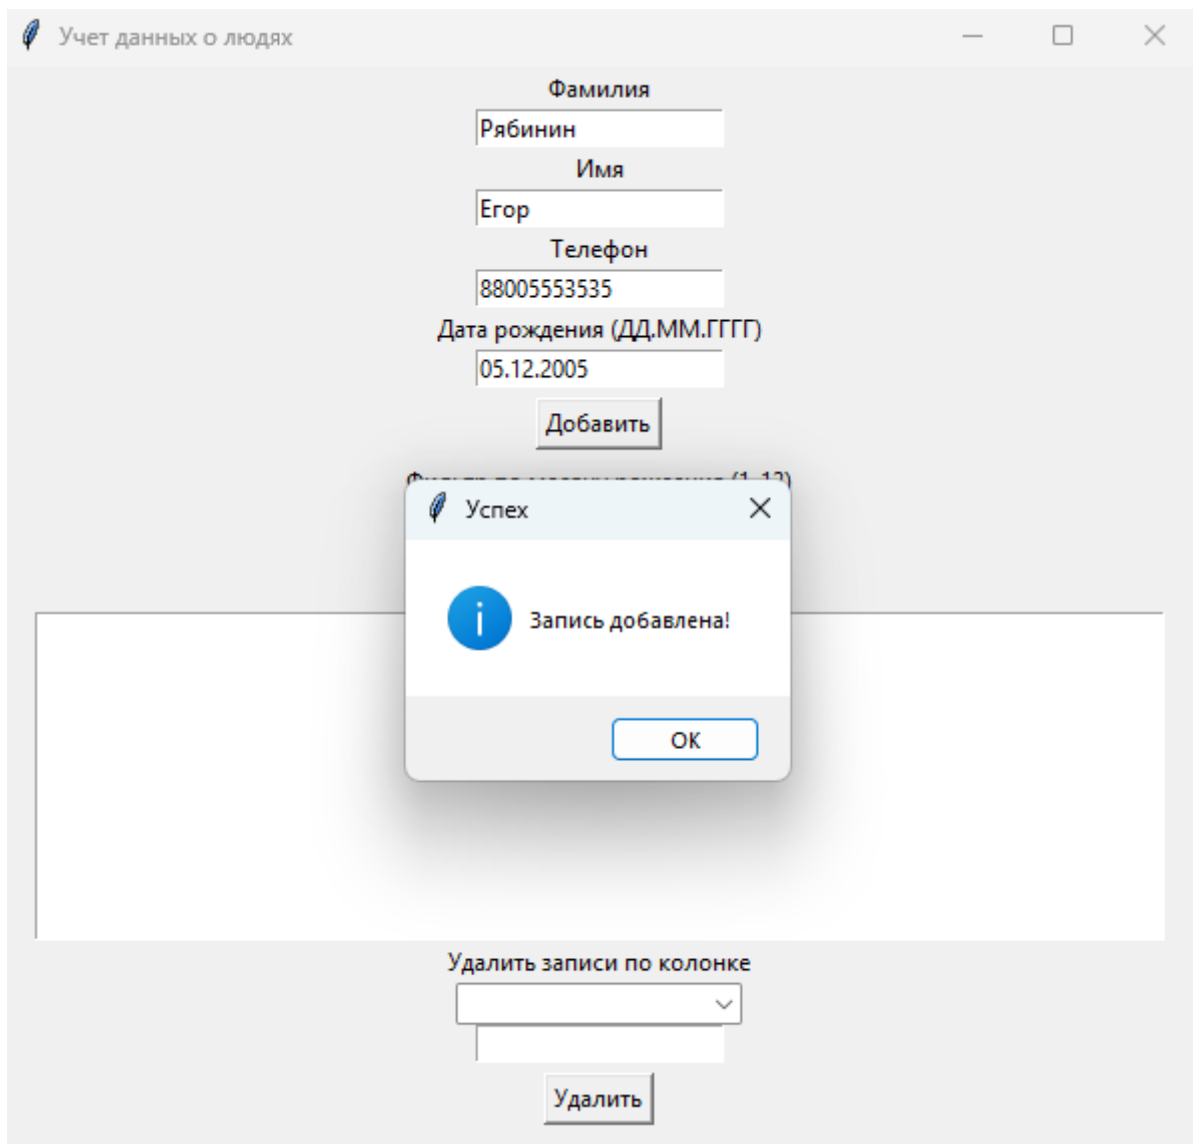 Учет данных о людях
Фамилия
Рябинин
Имя
Егор
Телефон
88005553535
Дата рождения (ДД.ММ.ГГГГ)
05.12.2005
Добавить
Успех
Запись добавлена!
OK
Удалить записи по колонке
Удалить